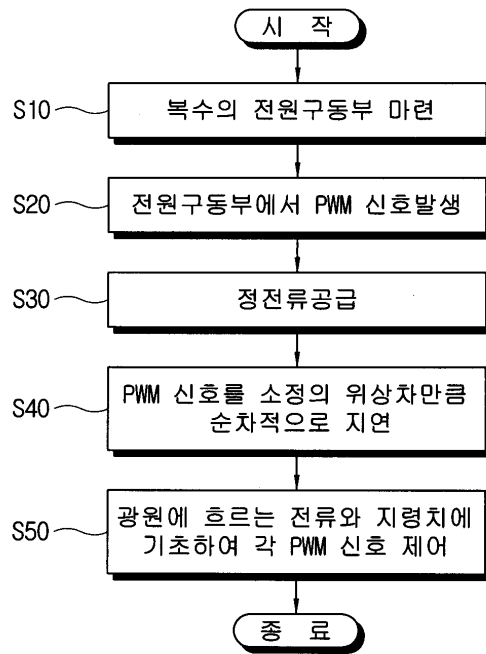 시 작
S10
복수의 전원구동부 마련
S20
전원구동부에서 PWM 신호발생
S30
정전류공급
S40
PWM 신호를 소정의 위상차만큼
순차적으로 지연
S50
광원에 흐르는 전류와 지령치에
기초하여 각 PWM 신호 제어
종 료